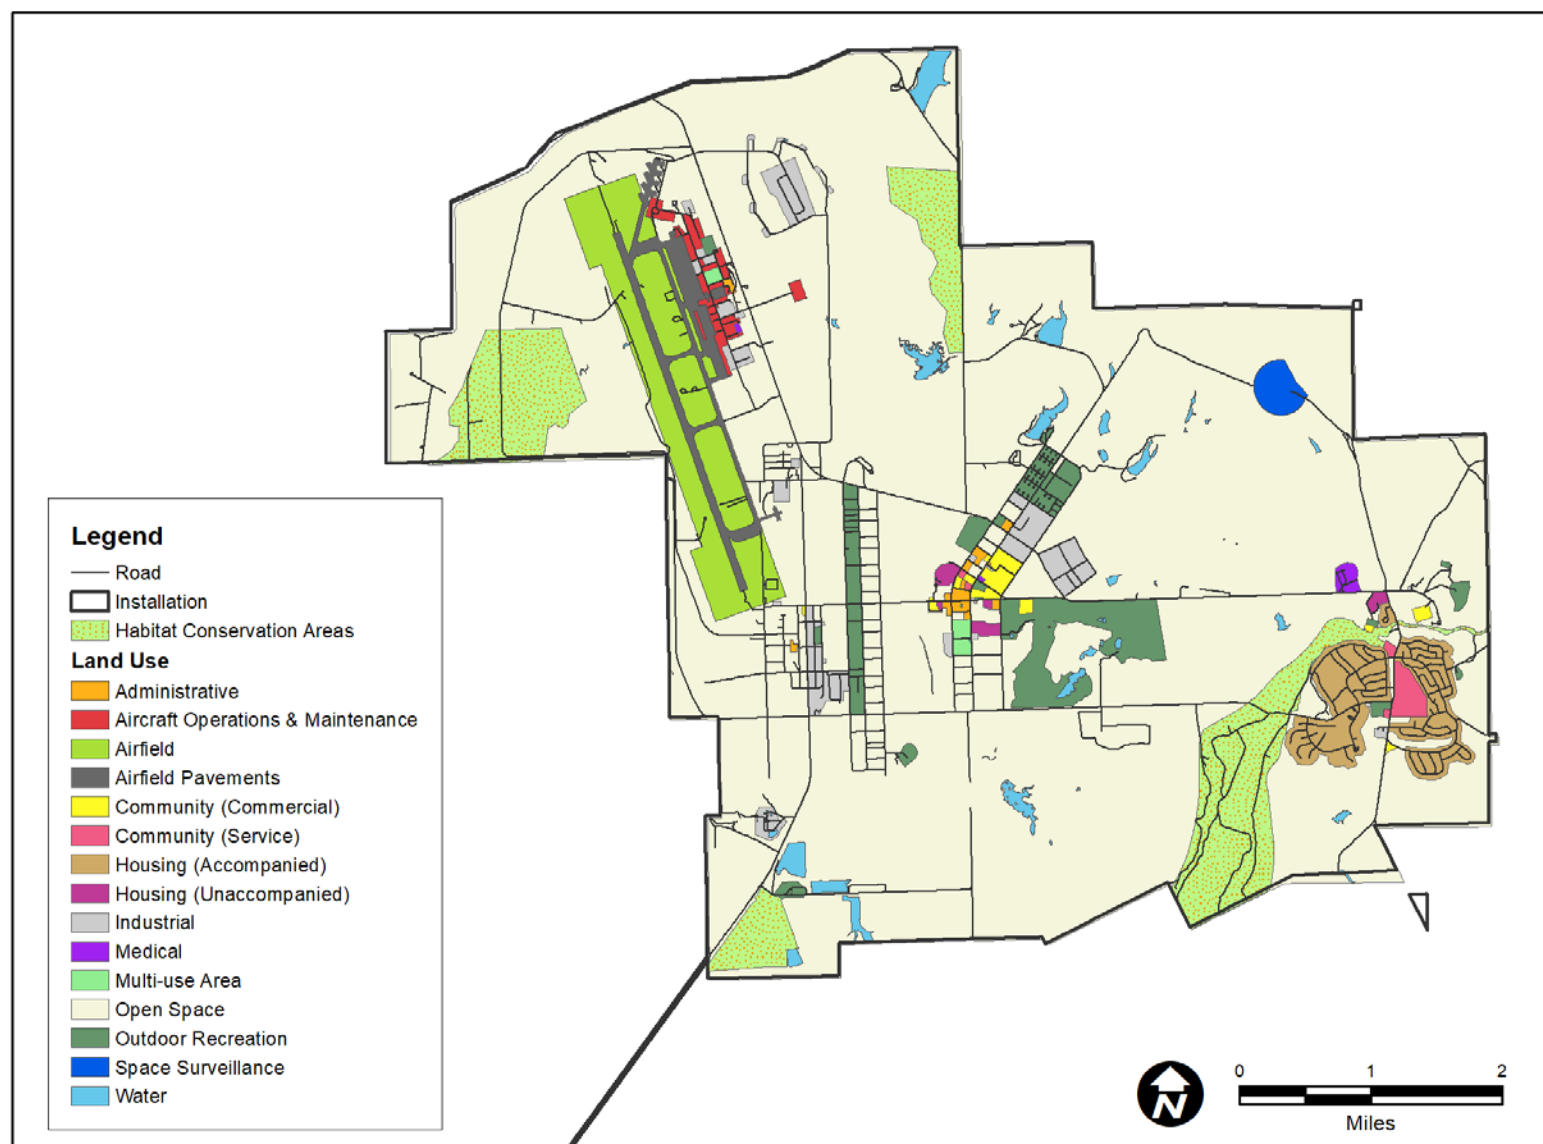 Legend
Road
Installation
Habitat Conservation Areas
Land Use
Administrative
Aircraft Operations & Maintenance
Airfield
Airfield Pavements
Community (Commercial)
Community (Service)
Housing (Accompanied)
Housing (Unaccompanied)
Industrial
Medical
Multi-use Area
Open Space
Outdoor Recreation
Space Surveillance
Water
N
0 1 2
Miles